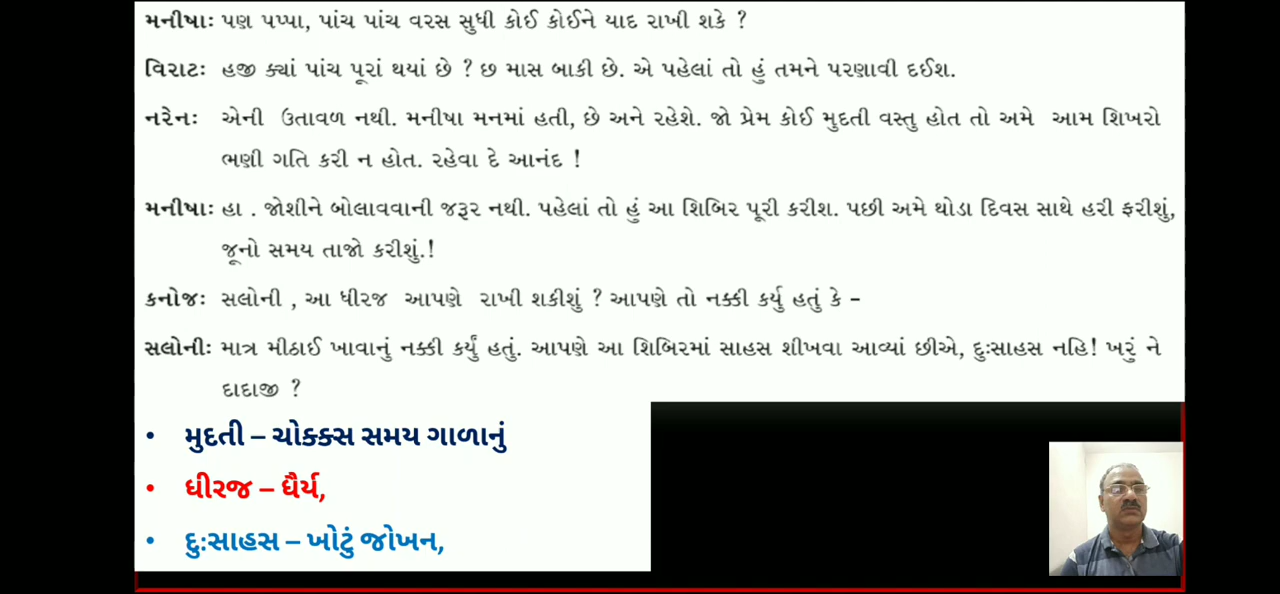 મનીષાઃ પણ પપ્પા, પાંચ પાંચ વરસ સુધી કોઈ કોઈને યાદ રાખી શકે ?
વિરાટઃ હજી ક્યાં પાંચ પૂરાં થયાં છે ? છ માસ બાકી છે. એ પહેલાં તો હું તમને પરણાવી દઈશ.
નરેનઃ એની ઉતાવળ નથી. મનીષા મનમાં હતી, છે અને રહેશે. જો પ્રેમ કોઈ મુદતી વસ્તુ હોત તો અમે આમ શિખરો
ભણી ગતિ કરી ન હોત. રહેવા દે આનંદ !
મનીષાઃ હા . જોશીને બોલાવવાની જરૂર નથી. પહેલાં તો હું આ શિબિર પૂરી કરીશ. પછી અમે થોડા દિવસ સાથે હરી ફરીશું,
જૂનો સમય તાજો કરીશું.!
કનોજઃ સલોની , આ ધીરજ આપણે રાખી શકીશું ? આપણે તો નક્કી કર્યુ હતું કે –
સલોનીઃ માત્ર મીઠાઈ ખાવાનું નક્કી કર્યું હતું. આપણે આ શિબિરમાં સાહસ શીખવા આવ્યાં છીએ, દુઃસાહસ નહિ! ખરું ને
દાદાજી ?
• મુદતી – ચોક્ક્સ સમય ગાળાનું
• ધીરજ – ધૈર્ય,
• દુઃસાહસ – ખોટું જોખન,